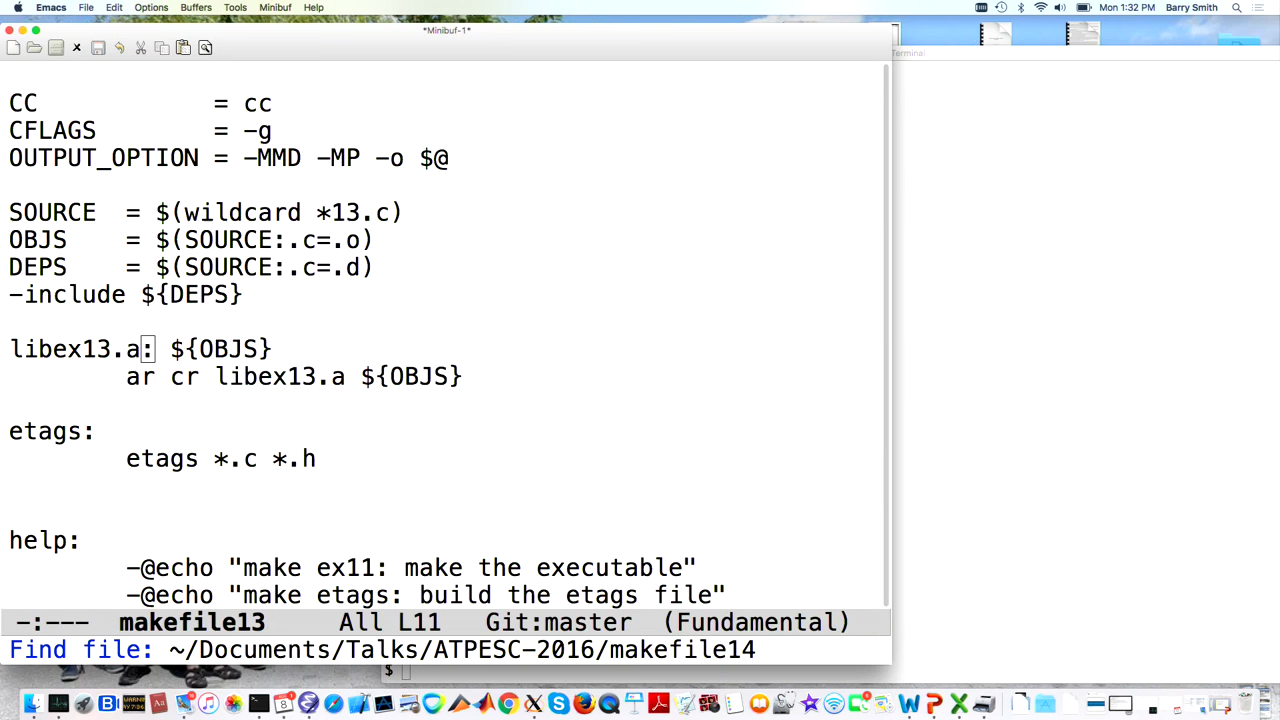 Emacs File Edit Options Buffers Tools Minibuf Help Mon 1:32 PM Barry Smith
*Minibuf-1*
Terminal
CC = cc
CFLAGS = -g
OUTPUT_OPTION = -MMD -MP -o $@
SOURCE = $(wildcard *13.c)
OBJS = $(SOURCE:.c=.o)
DEPS = $(SOURCE:.c=.d)
-include ${DEPS}
libex13.a: ${OBJS}
ar cr libex13.a ${OBJS}
etags:
etags *.c *.h
help:
-@echo "make ex11: make the executable"
-@echo "make etags: build the etags file"
-:--- makefile13 All L11 Git:master (Fundamental)
Find file: ~/Documents/Talks/ATPESC-2016/makefile14
$